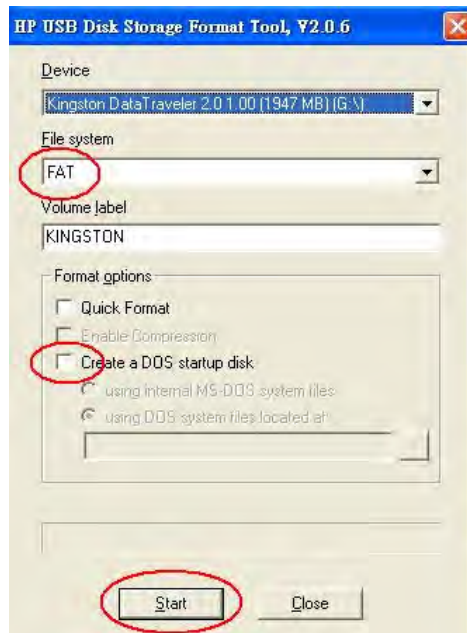 HP USB Disk Storage Format Tool, V2.0.6
Device
Kingston DataTraveler 2.0 1.00 (1947 MB) (G:\)
File system
FAT
Volume label
KINGSTON
Format options
Quick Format
Enable Compression
Create a DOS startup disk
using internal MS-DOS system files
using DOS system files located at:
Start
Close